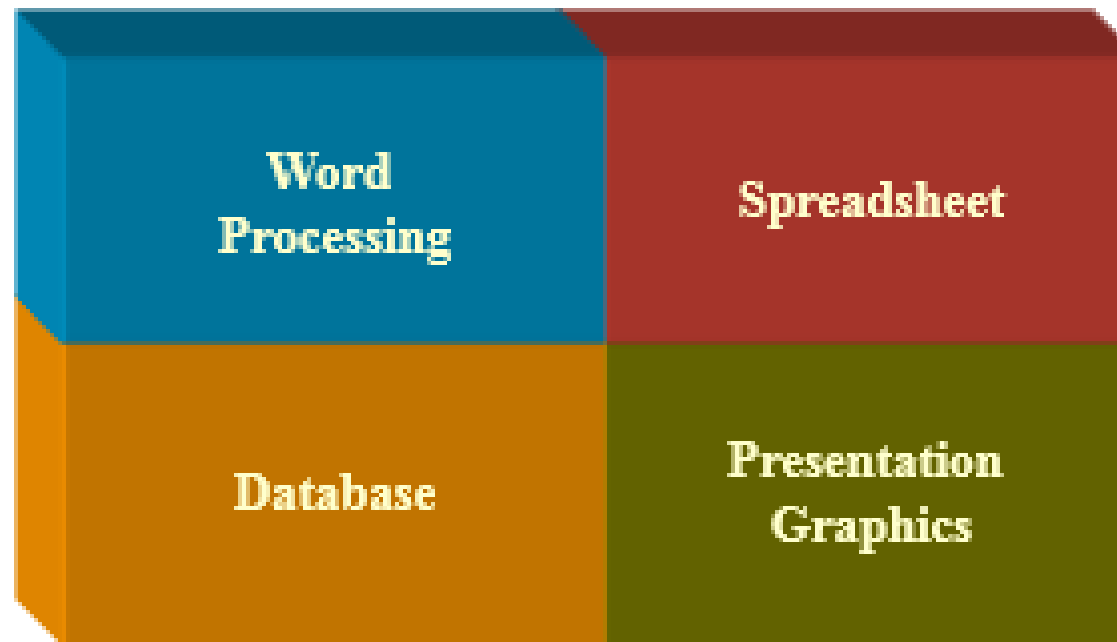 Word
Processing
Spreadsheet
Database
Presentation
Graphics